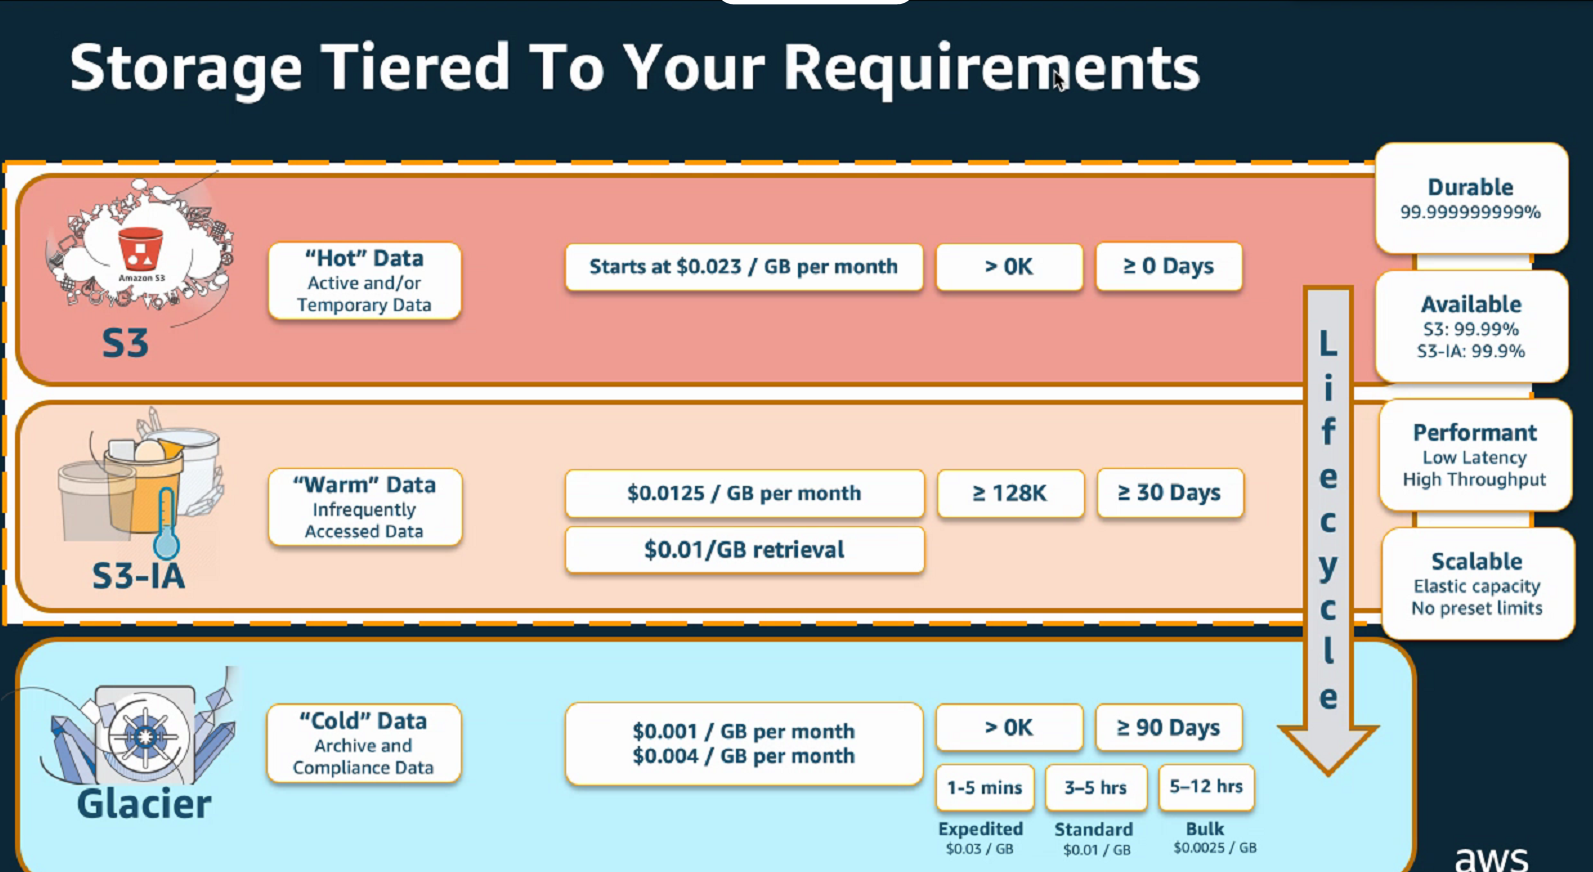 Storage Tiered To Your Requirements
Amazon S3
S3
“Hot” Data
Active and/or
Temporary Data
Starts at $0.023 / GB per month
> 0K
≥ 0 Days
S3-IA
“Warm” Data
Infrequently
Accessed Data
$0.0125 / GB per month
$0.01/GB retrieval
≥ 128K
≥ 30 Days
Glacier
“Cold” Data
Archive and
Compliance Data
$0.001 / GB per month
$0.004 / GB per month
> 0K
≥ 90 Days
1-5 mins
3–5 hrs
5–12 hrs
Expedited
$0.03 / GB
Standard
$0.01 / GB
Bulk
$0.0025 / GB
Lifecycle
Durable
99.999999999%
Available
S3: 99.99%
S3-IA: 99.9%
Performant
Low Latency
High Throughput
Scalable
Elastic capacity
No preset limits
aws